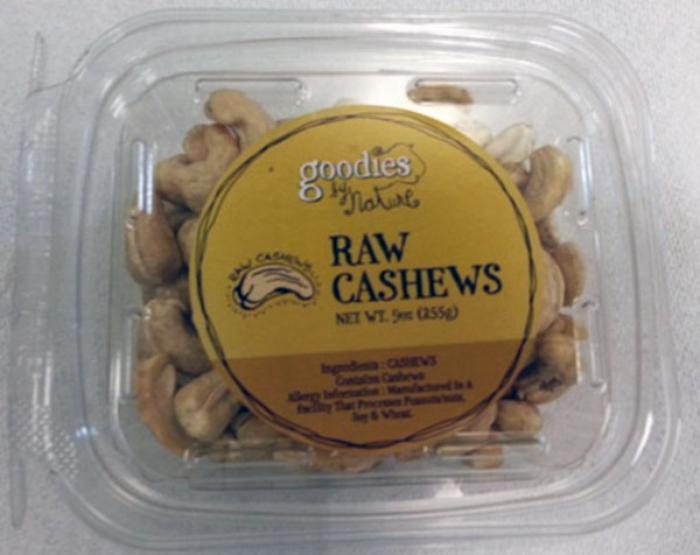 goodies
by Nature
RAW CASHEWS
RAW
CASHEWS
NET WT. 9oz (255g)
Ingredients : CASHEWS
Contains Cashews
Allergy Information : Manufactured In A
Facility That Processes Peanuts/nuts,
Soy & Wheat.